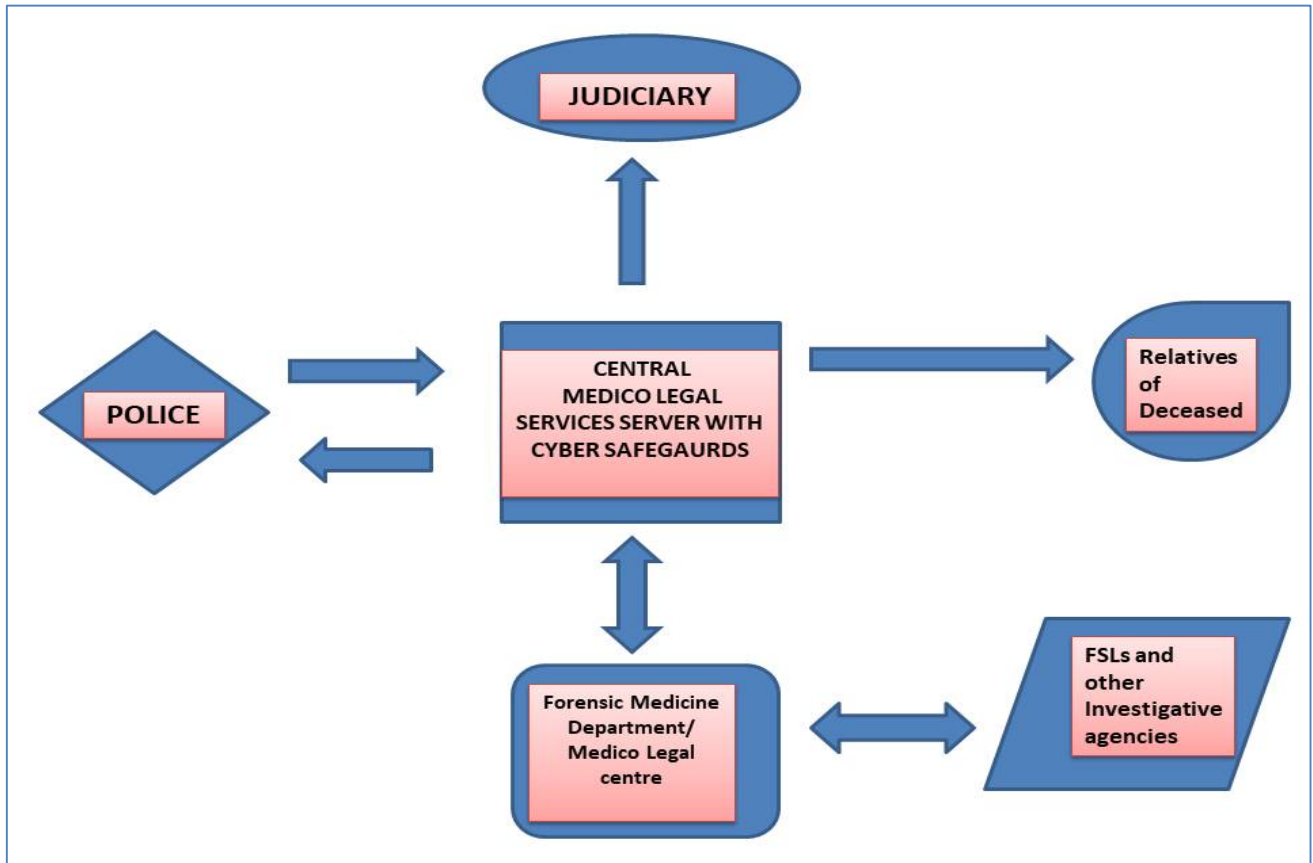 JUDICIARY
POLICE
CENTRAL
MEDICO LEGAL
SERVICES SERVER WITH
CYBER SAFEGAURDS
Relatives
of
Deceased
Forensic Medicine
Department/
Medico Legal
centre
FSLs and
other
Investigative
agencies